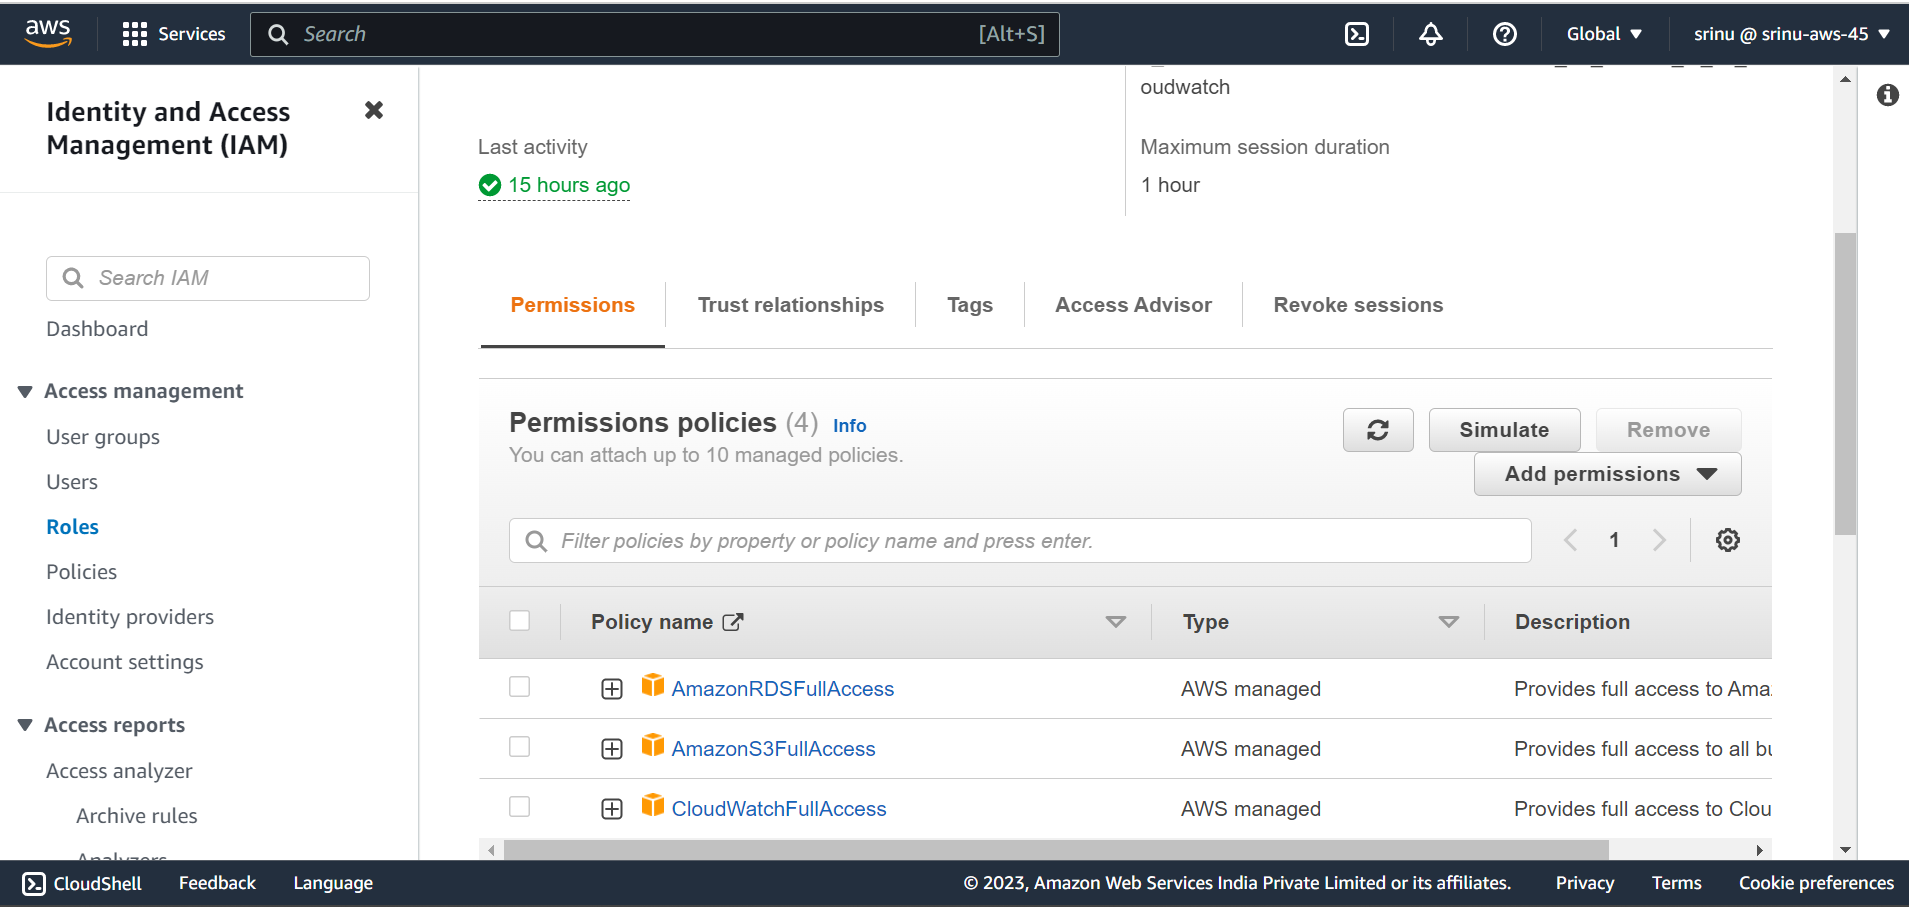 aws
Services
Search
[Alt+S]
Global
srinu @ srinu-aws-45
Identity and Access
Management (IAM)
Search IAM
Dashboard
Access management
User groups
Users
Roles
Policies
Identity providers
Account settings
Access reports
Access analyzer
Archive rules
Analyzers
oudwatch
Last activity
15 hours ago
Maximum session duration
1 hour
Permissions
Trust relationships
Tags
Access Advisor
Revoke sessions
Permissions policies (4) Info
You can attach up to 10 managed policies.
Simulate
Remove
Add permissions
Filter policies by property or policy name and press enter.
1
Policy name
Type
Description
AmazonRDSFullAccess
AWS managed
Provides full access to Ama
AmazonS3FullAccess
AWS managed
Provides full access to all bu
CloudWatchFullAccess
AWS managed
Provides full access to Clou
CloudShell
Feedback
Language
© 2023, Amazon Web Services India Private Limited or its affiliates.
Privacy
Terms
Cookie preferences